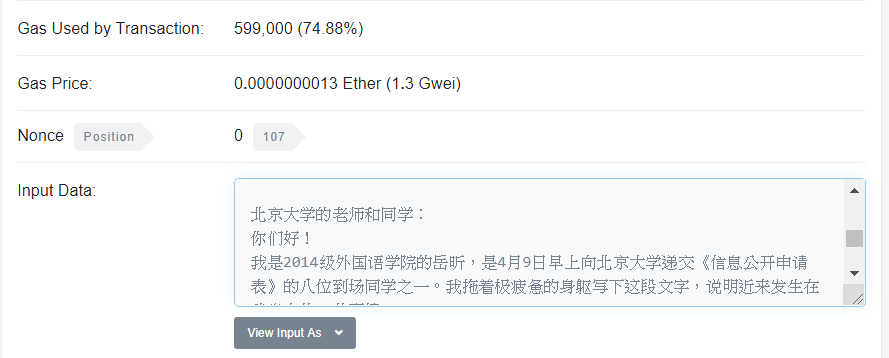 Gas Used by Transaction: 599,000 (74.88%)
Gas Price: 0.0000000013 Ether (1.3 Gwei)
Nonce Position 0 107
Input Data:
北京大学的老师和同学：
你们好！
我是2014级外国语学院的岳昕，是4月9日早上向北京大学递交《信息公开申请
表》的八位到场同学之一。我拖着极疲惫的身躯写下这段文字，说明近来发生在
View Input As